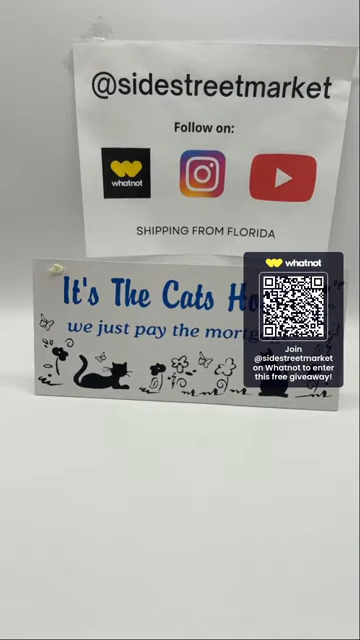 @sidestreetmarket
Follow on:
whatnot
SHIPPING FROM FLORIDA
It's The Cats
we just pay the
whatnot
Join
@sidestreetmarket
on Whatnot to enter
this free giveaway!